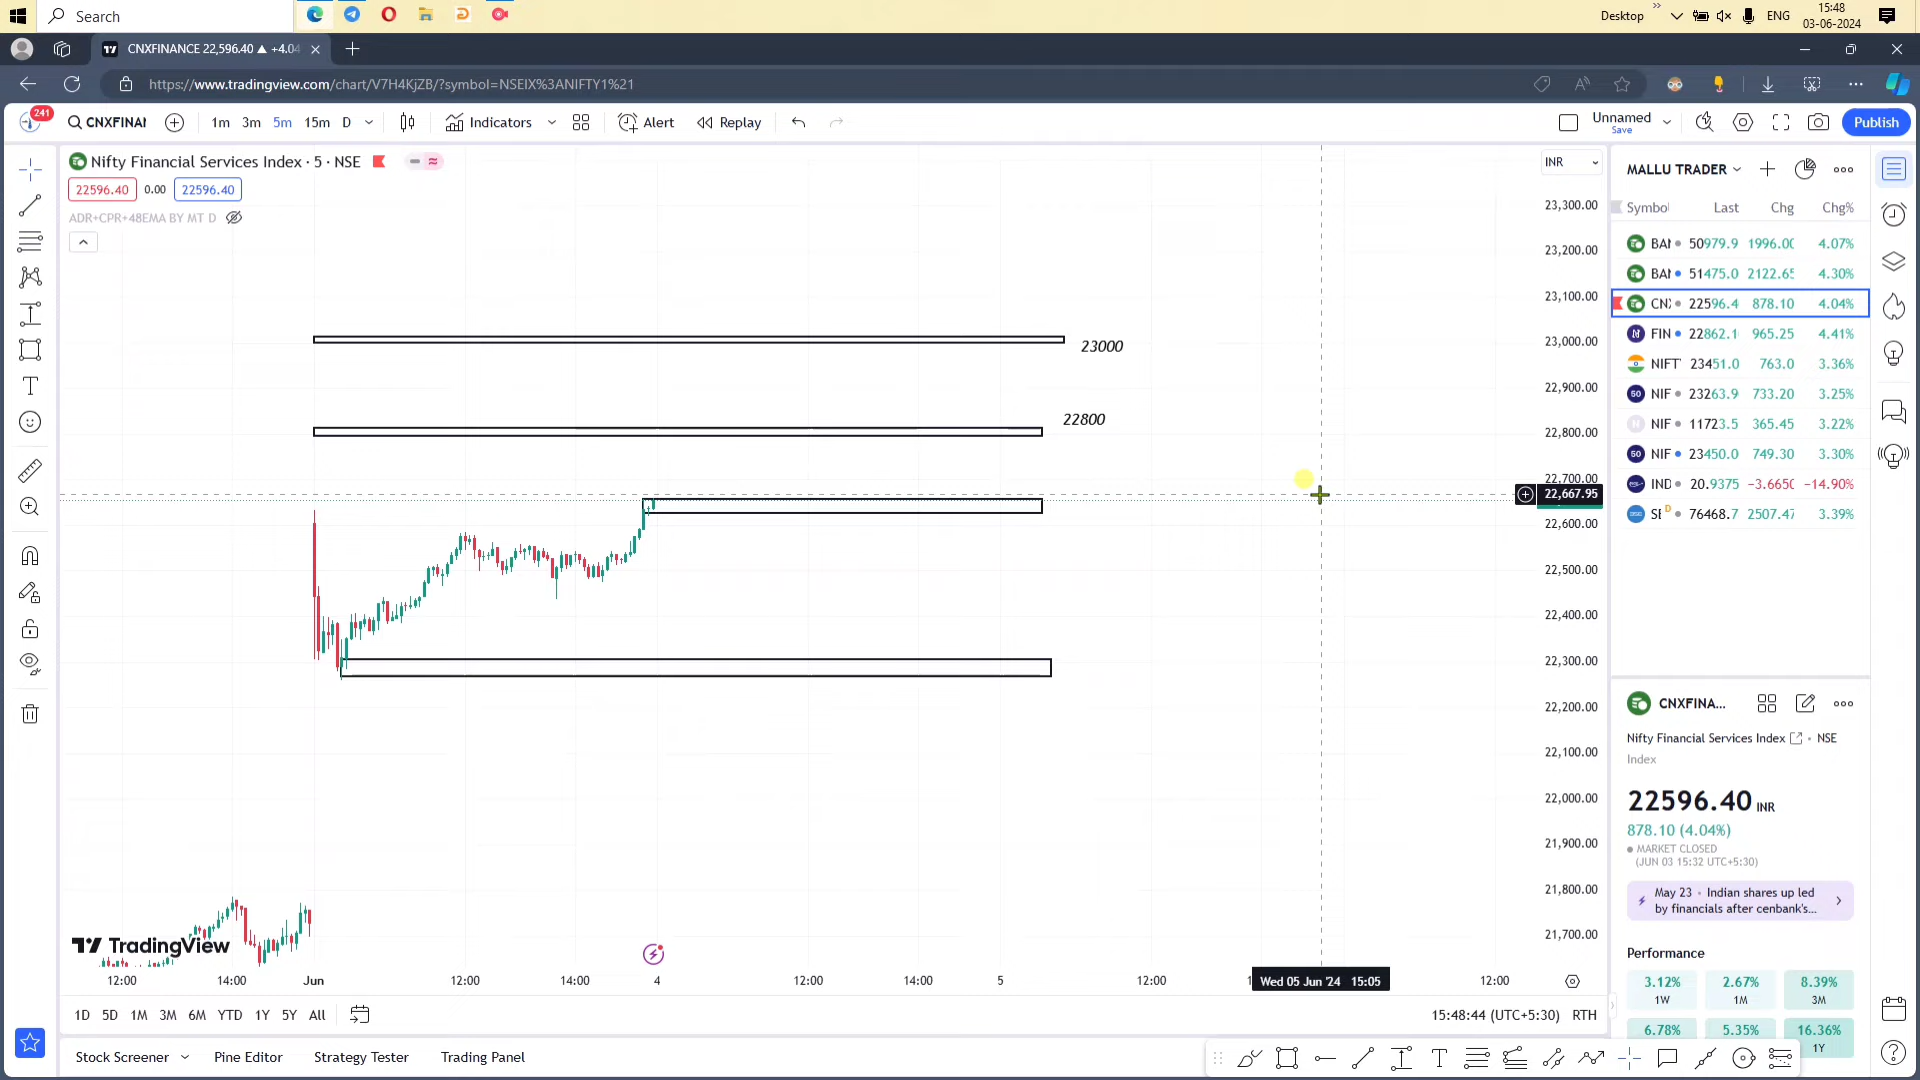 Search
Desktop
ENG
15:48
03-06-2024
CNXFINANCE 22,596.40 ▲ +4.04
https://www.tradingview.com/chart/V7H4KjZB/?symbol=NSEIX%3ANIFTY1%21
241
CNXFINAI
1m 3m 5m 15m D
Indicators
Alert
Replay
Unnamed
Save
Publish
Nifty Financial Services Index · 5 · NSE
22596.40 0.00 22596.40
ADR+CPR+48EMA BY MT D
INR
23,300.00
23,200.00
23,100.00
23,000.00
22,900.00
22,800.00
22,700.00
22,667.95
22,600.00
22,500.00
22,400.00
22,300.00
22,200.00
22,100.00
22,000.00
21,900.00
21,800.00
21,700.00
23000
22800
TradingView
12:00 14:00 Jun 12:00 14:00 4 12:00 14:00 5 12:00 Wed 05 Jun '24 15:05 12:00
1D 5D 1M 3M 6M YTD 1Y 5Y All
15:48:44 (UTC+5:30) RTH
Stock Screener Pine Editor Strategy Tester Trading Panel
MALLU TRADER
Symbol Last Chg Chg%
50979.9 1996.00 4.07%
51475.0 2122.65 4.30%
22596.4 878.10 4.04%
FIN 22862.1 965.25 4.41%
NIFT 23451.0 763.0 3.36%
NIF 23263.9 733.20 3.25%
NIF 11723.5 365.45 3.22%
NIF 23450.0 749.30 3.30%
IND 20.9375 −3.6650 −14.90%
76468.7 2507.47 3.39%
CNXFINA...
Nifty Financial Services Index • NSE
Index
22596.40 INR
878.10 (4.04%)
MARKET CLOSED
(JUN 03 15:32 UTC+5:30)
May 23 • Indian shares up led
by financials after cenbank's...
Performance
3.12% 2.67% 8.39%
1W 1M 3M
6.78% 5.35% 16.36%
1Y